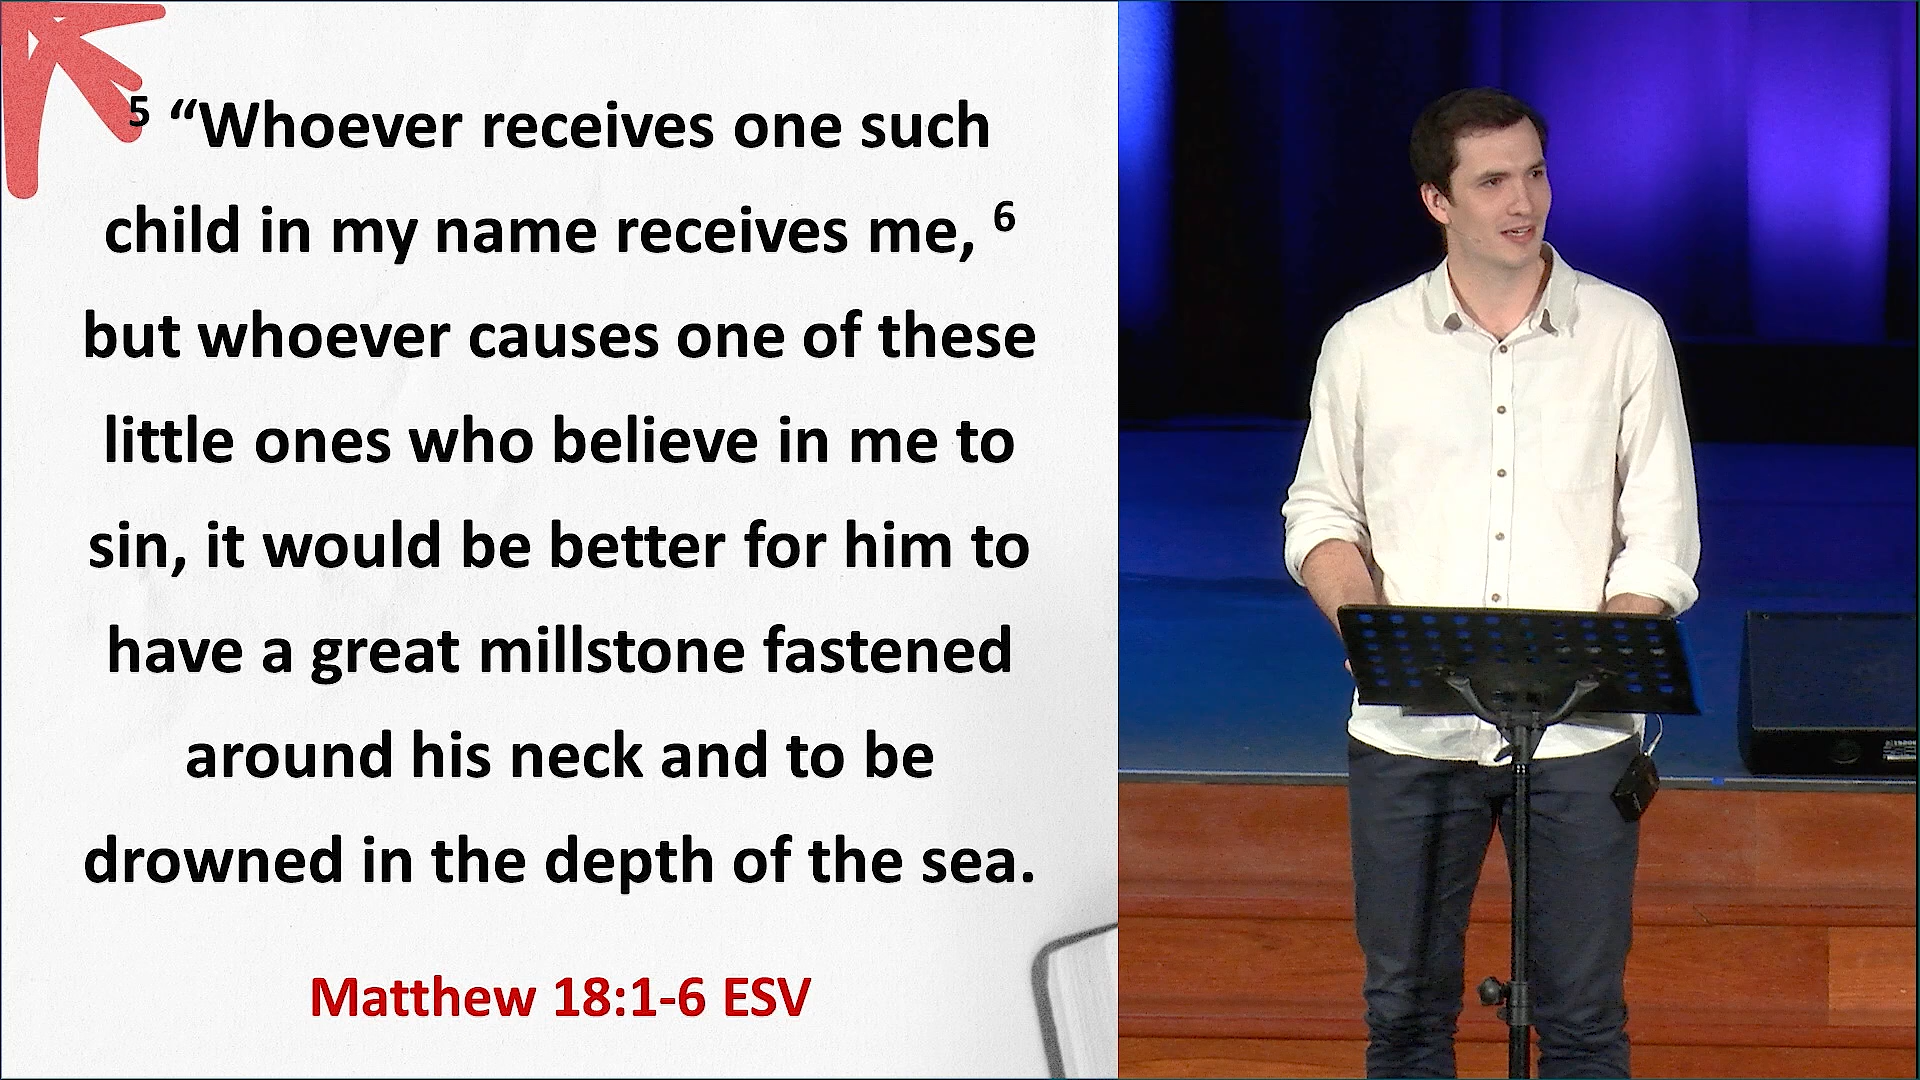 5 “Whoever receives one such
child in my name receives me, 6
but whoever causes one of these
little ones who believe in me to
sin, it would be better for him to
have a great millstone fastened
around his neck and to be
drowned in the depth of the sea.
Matthew 18:1-6 ESV